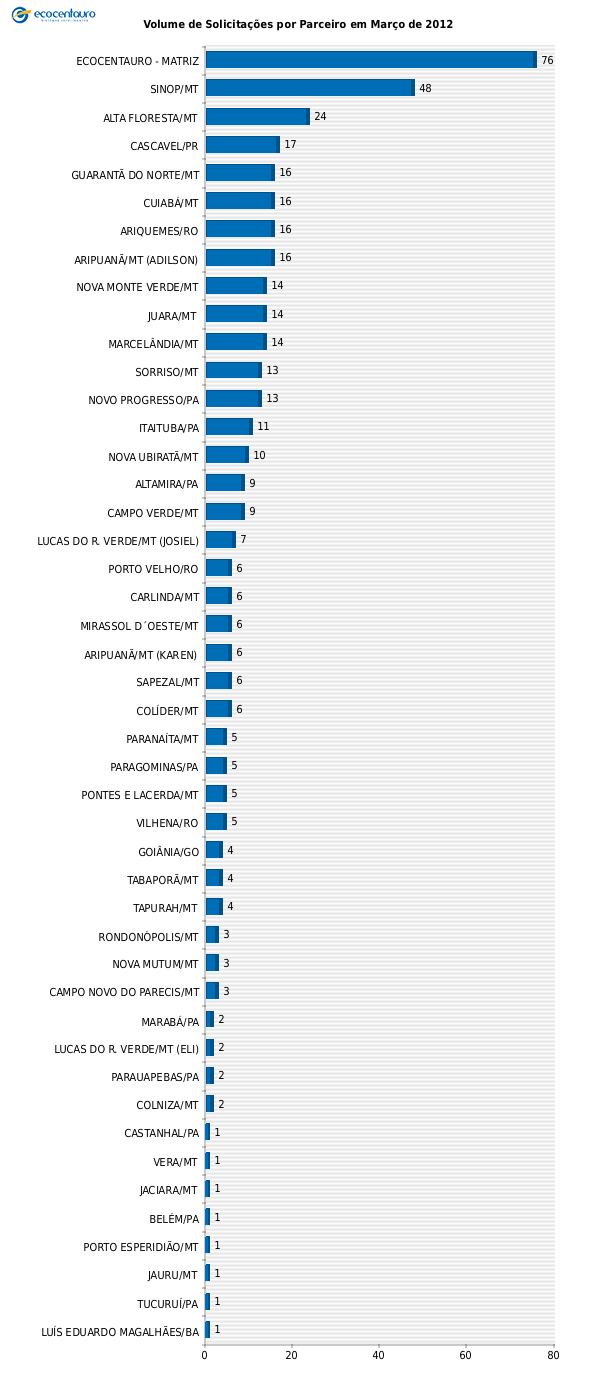 ecocentauro
Volume de Solicitações por Parceiro em Março de 2012
ECOCENTAURO - MATRIZ 76
SINOP/MT 48
ALTA FLORESTA/MT 24
CASCAVEL/PR 17
GUARANTÃ DO NORTE/MT 16
CUIABÁ/MT 16
ARIQUEMES/RO 16
ARIPUANÃ/MT (ADILSON) 16
NOVA MONTE VERDE/MT 14
JUARA/MT 14
MARCELÂNDIA/MT 14
SORRISO/MT 13
NOVO PROGRESSO/PA 13
ITAITUBA/PA 11
NOVA UBIRATÃ/MT 10
ALTAMIRA/PA 9
CAMPO VERDE/MT 9
LUCAS DO R. VERDE/MT (JOSIEL) 7
PORTO VELHO/RO 6
CARLINDA/MT 6
MIRASSOL D´OESTE/MT 6
ARIPUANÃ/MT (KAREN) 6
SAPEZAL/MT 6
COLÍDER/MT 6
PARANAÍTA/MT 5
PARAGOMINAS/PA 5
PONTES E LACERDA/MT 5
VILHENA/RO 5
GOIÂNIA/GO 4
TABAPORÃ/MT 4
TAPURAH/MT 4
RONDONÓPOLIS/MT 3
NOVA MUTUM/MT 3
CAMPO NOVO DO PARECIS/MT 3
MARABÁ/PA 2
LUCAS DO R. VERDE/MT (ELI) 2
PARAUAPEBAS/PA 2
COLNIZA/MT 2
CASTANHAL/PA 1
VERA/MT 1
JACIARA/MT 1
BELÉM/PA 1
PORTO ESPERIDIÃO/MT 1
JAURU/MT 1
TUCURUÍ/PA 1
LUÍS EDUARDO MAGALHÃES/BA 1
0 20 40 60 80